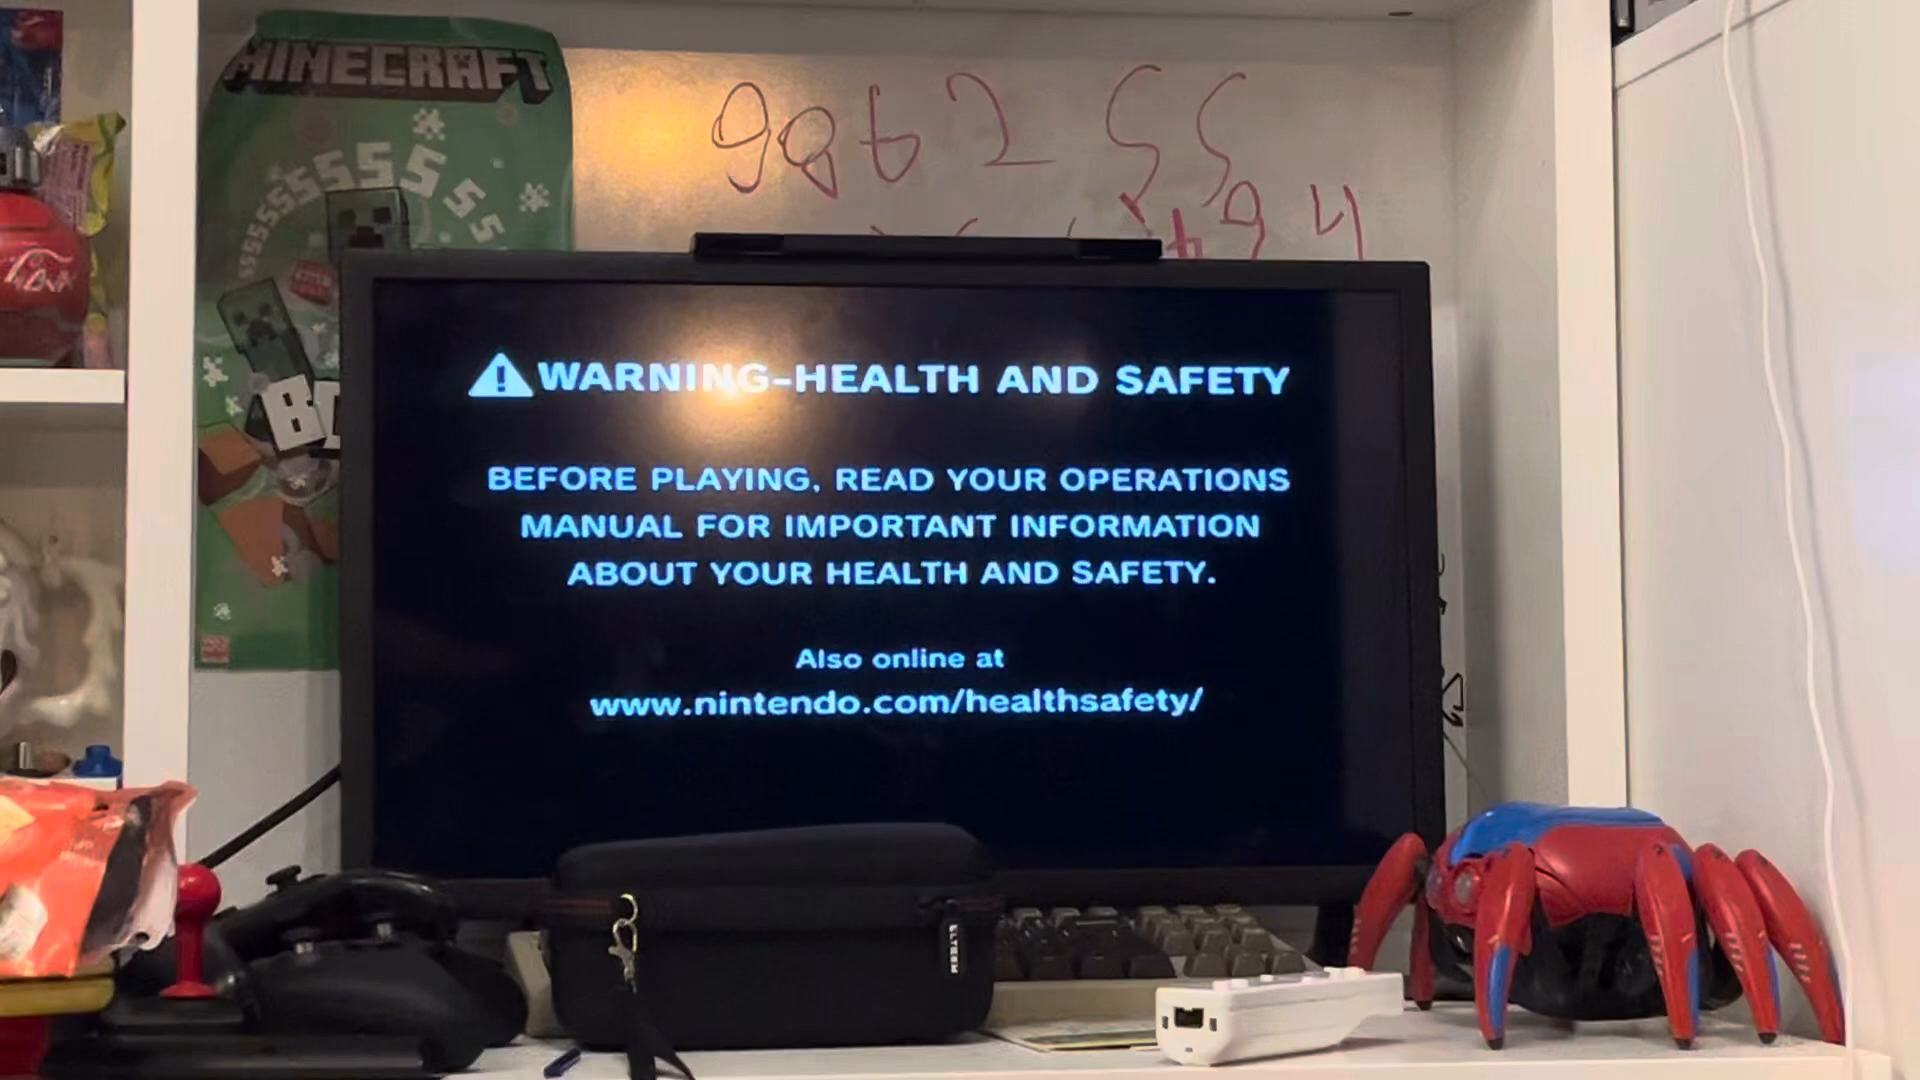 MINECRAFT
9862 55
94
WARNING-HEALTH AND SAFETY
BEFORE PLAYING, READ YOUR OPERATIONS
MANUAL FOR IMPORTANT INFORMATION
ABOUT YOUR HEALTH AND SAFETY.
Also online at
www.nintendo.com/healthsafety/